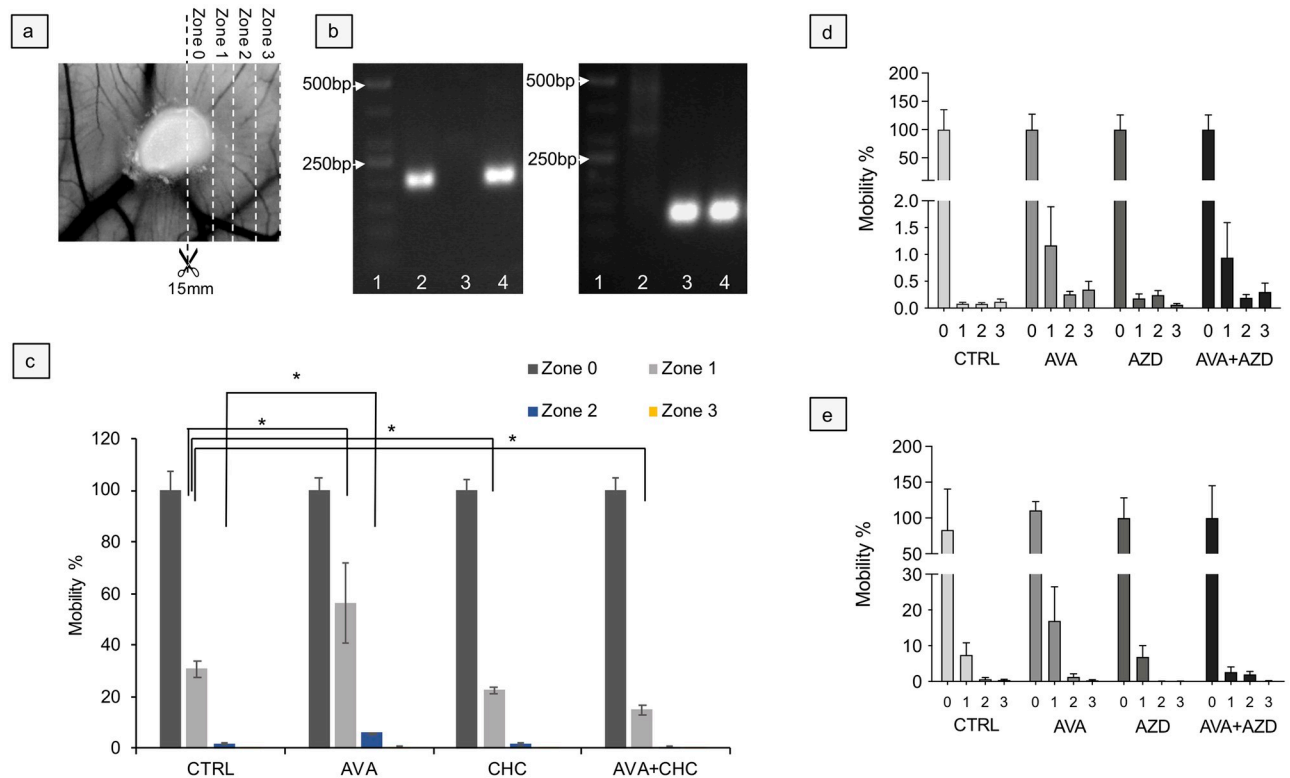 a
Zone 0
Zone 1
Zone 2
Zone 3
15mm
b
500bp
250bp
1 2 3 4
500bp
250bp
1 2 3 4
c
Zone 0 Zone 1
Zone 2 Zone 3
*
*
*
*
Mobility %
120
100
80
60
40
20
0
CTRL AVA CHC AVA+CHC
d
Mobility %
200
150
100
50
2.0
1.5
1.0
0.5
0.0
0 1 2 3 0 1 2 3 0 1 2 3 0 1 2 3
CTRL AVA AZD AVA+AZD
e
Mobility %
200
150
100
50
30
20
10
0
0 1 2 3 0 1 2 3 0 1 2 3 0 1 2 3
CTRL AVA AZD AVA+AZD